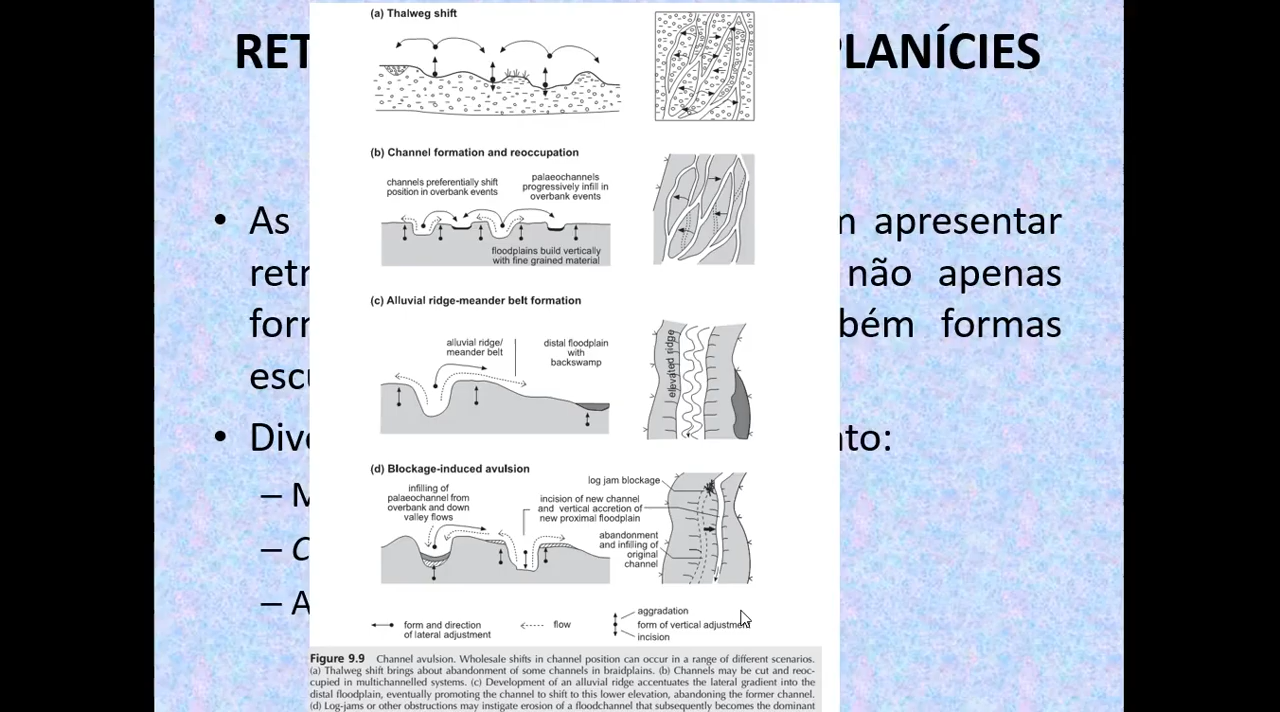 RET
PLANÍCIES
(a) Thalweg shift
(b) Channel formation and reoccupation
channels preferentially shift
position in overbank events
palaeochannels
progressively infill in
overbank events
floodplains build vertically
with fine grained material
• As
apresentar
retr
não apenas
forr
bém formas
(c) Alluvial ridge-meander belt formation
alluvial ridge/
meander belt
distal floodplain
with
backswamp
elevated ridge
escu
• Dive
nto:
(d) Blockage-induced avulsion
infilling of
palaeochannel from
overbank and down
valley flows
incision of new channel
and vertical accretion of
new proximal floodplain
log jam blockage
abandonment
and infilling of
original
channel
– M
– C
– A
form and direction
of lateral adjustment
flow
aggradation
form of vertical adjustment
incision
Figure 9.9 Channel avulsion. Wholesale shifts in channel position can occur in a range of different scenarios.
(a) Thalweg shift brings about abandonment of some channels in braidplains. (b) Channels may be cut and reoc-
cupied in multichannelled systems. (c) Development of an alluvial ridge accentuates the lateral gradient into the
distal floodplain, eventually promoting the channel to shift to this lower elevation, abandoning the former channel.
(d) Log-jams or other obstructions may instigate erosion of a floodchannel that subsequently becomes the dominant